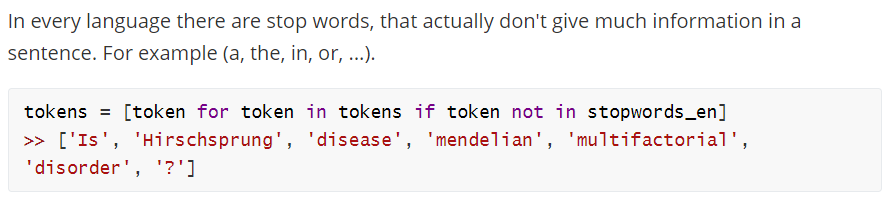 In every language there are stop words, that actually don't give much information in a
sentence. For example (a, the, in, or, ...).
tokens = [token for token in tokens if token not in stopwords_en]
>> ['Is', 'Hirschsprung', 'disease', 'mendelian', 'multifactorial',
'disorder', '?']